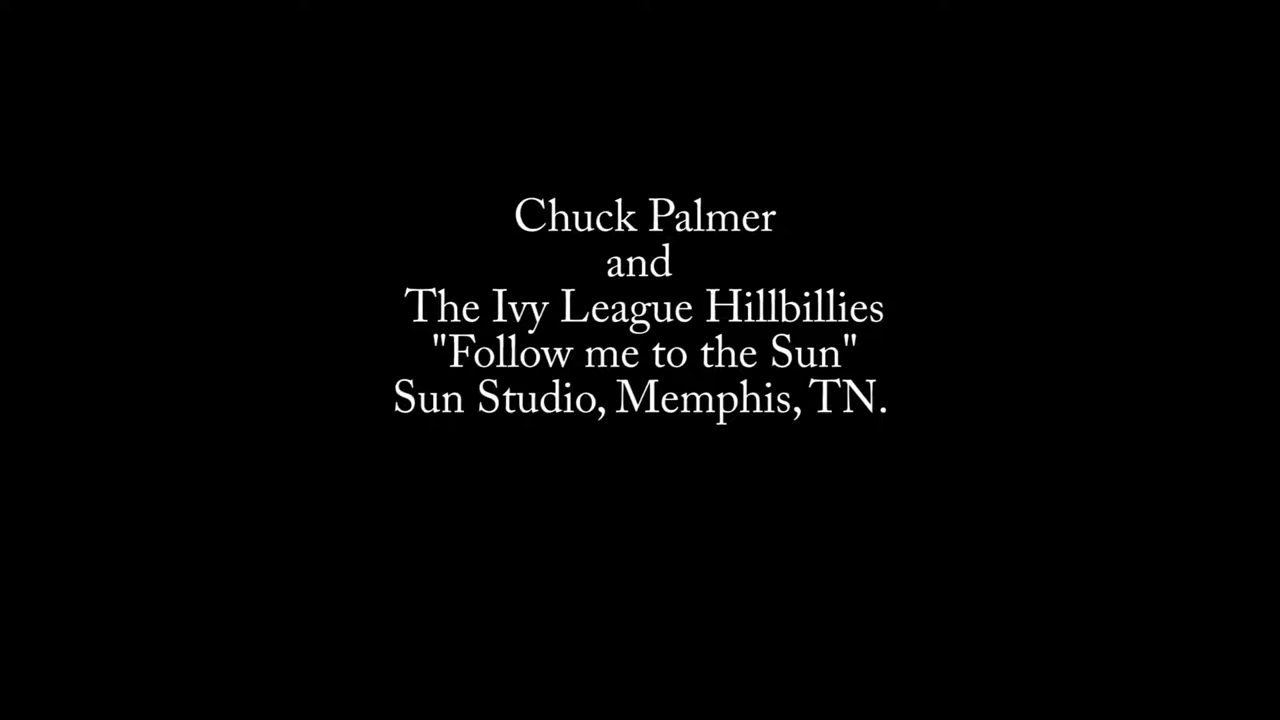 Chuck Palmer
and
The Ivy League Hillbillies
"Follow me to the Sun"
Sun Studio, Memphis, TN.